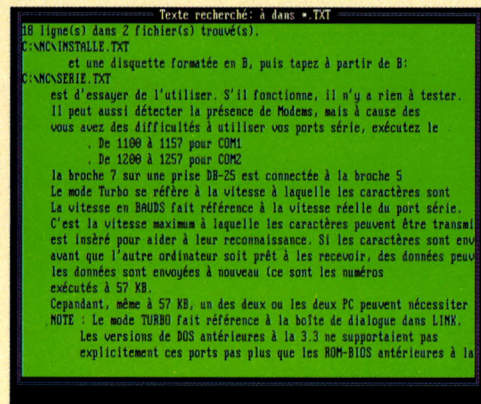 Texte recherché: à dans *.TXT
18 ligne(s) dans 2 fichier(s) trouvé(s).
C:\NC\INSTALLE.TXT
et une disquette formatée en B, puis tapez à partir de B:
C:\NC\SERIE.TXT
est d'essayer de l'utiliser. S'il fonctionne, il n'y a rien à tester.
Il peut aussi détecter la présence de Modems, mais à cause des
vous avez des difficultés à utiliser vos ports série, exécutez le
. De 1100 à 1157 pour COM1
. De 1200 à 1257 pour COM2
la broche 7 sur une prise DB-25 est connectée à la broche 5
Le mode Turbo se réfère à la vitesse à laquelle les caractères sont
La vitesse en BAUDS fait référence à la vitesse réelle du port série.
C'est la vitesse maximum à laquelle les caractères peuvent être transmi
est inséré pour aider à leur reconnaissance. Si les caractères sont env
avant que l'autre ordinateur soit prêt à les recevoir, des données peuv
les données sont envoyées à nouveau (ce sont les numéros
exécutés à 57 KB.
Cepandant, même à 57 KB, un des deux ou les deux PC peuvent nécessiter
NOTE : Le mode TURBO fait référence à la boîte de dialogue dans LINK.
Les versions de DOS antérieures à la 3.3 ne supportaient pas
explicitement ces ports pas plus que les ROM-BIOS antérieures à la